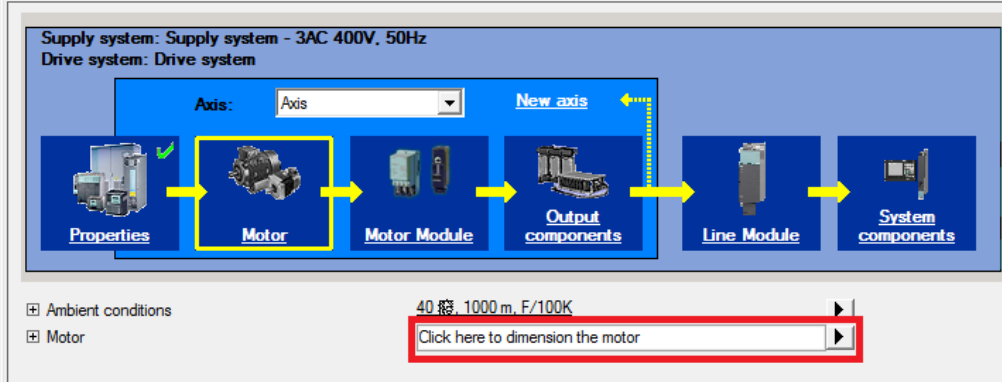 Supply system: Supply system - 3AC 400V, 50Hz
Drive system: Drive system
Axis: Axis New axis
Properties
Motor
Motor Module
Output
components
Line Module
System
components
Ambient conditions 40 , 1000 m, F/100K
Motor Click here to dimension the motor